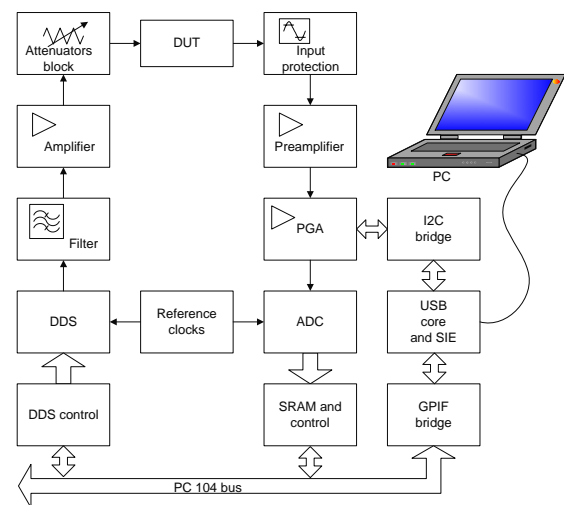 Attenuators
block
DUT
Input
protection
Amplifier
Preamplifier
PC
Filter
PGA
I2C
bridge
DDS
Reference
clocks
ADC
USB
core
and SIE
DDS control
SRAM and
control
GPIF
bridge
PC 104 bus